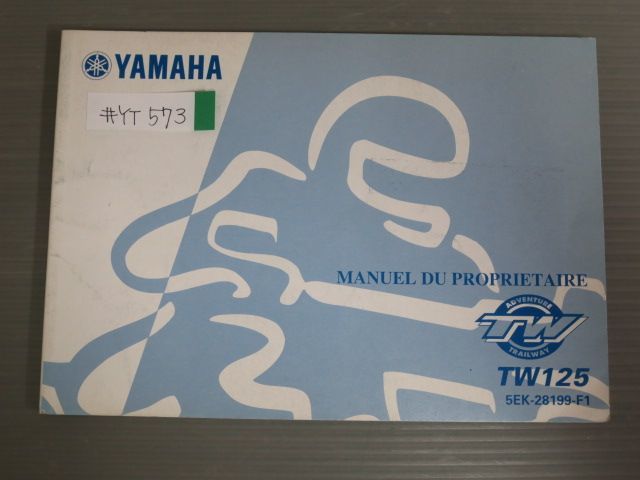 YAMAHA
#YT 573
MANUEL DU PROPRIETAIRE
ADVENTURE
TW
TRAILWAY
TW125
5EK-28199-F1